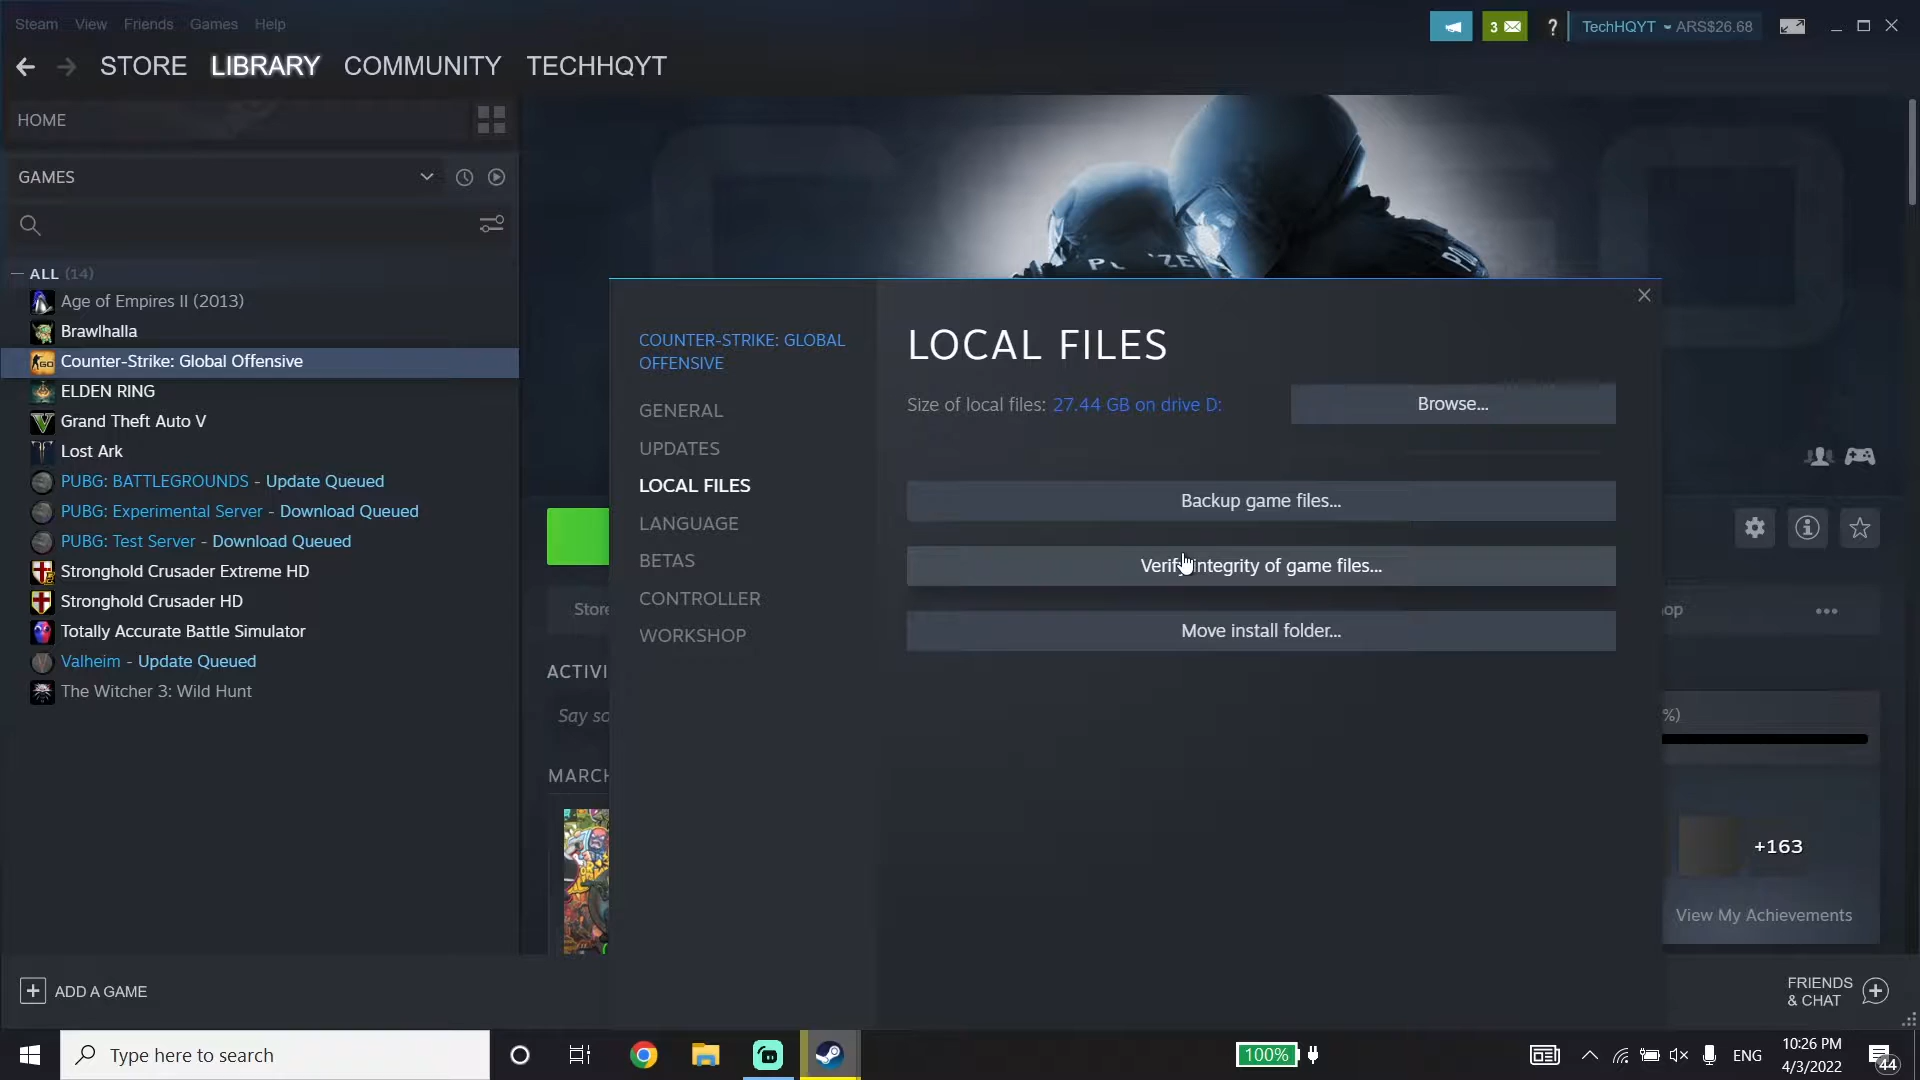 Steam View Friends Games Help
3
?
TechHQYT ARS$26.68
STORE LIBRARY COMMUNITY TECHHQYT
HOME
GAMES
— ALL (14)
Age of Empires II (2013)
Brawlhalla
Counter-Strike: Global Offensive
ELDEN RING
Grand Theft Auto V
Lost Ark
PUBG: BATTLEGROUNDS - Update Queued
PUBG: Experimental Server - Download Queued
PUBG: Test Server - Download Queued
Stronghold Crusader Extreme HD
Stronghold Crusader HD
Totally Accurate Battle Simulator
Valheim - Update Queued
The Witcher 3: Wild Hunt
COUNTER-STRIKE: GLOBAL
OFFENSIVE
GENERAL
UPDATES
LOCAL FILES
LANGUAGE
BETAS
CONTROLLER
WORKSHOP
LOCAL FILES
Size of local files: 27.44 GB on drive D:
Browse...
Backup game files...
Verify integrity of game files...
Move install folder...
Store
ACTIVI
Say so
MARCH
op
%)
+163
View My Achievements
+ ADD A GAME
FRIENDS
& CHAT
Type here to search
100%
ENG
10:26 PM
4/3/2022
44